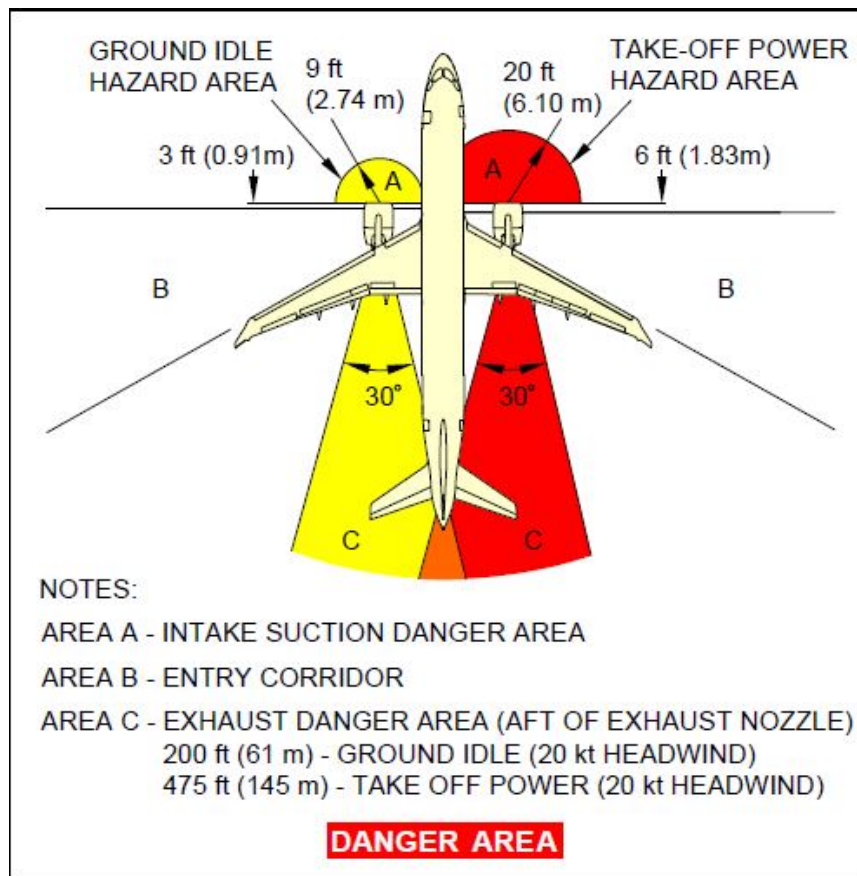 GROUND IDLE
HAZARD AREA
9 ft
(2.74 m)
20 ft
(6.10 m)
TAKE-OFF POWER
HAZARD AREA
3 ft (0.91m)
6 ft (1.83m)
A
A
B
B
30°
30°
C
C
NOTES:
AREA A - INTAKE SUCTION DANGER AREA
AREA B - ENTRY CORRIDOR
AREA C - EXHAUST DANGER AREA (AFT OF EXHAUST NOZZLE)
200 ft (61 m) - GROUND IDLE (20 kt HEADWIND)
475 ft (145 m) - TAKE OFF POWER (20 kt HEADWIND)
DANGER AREA